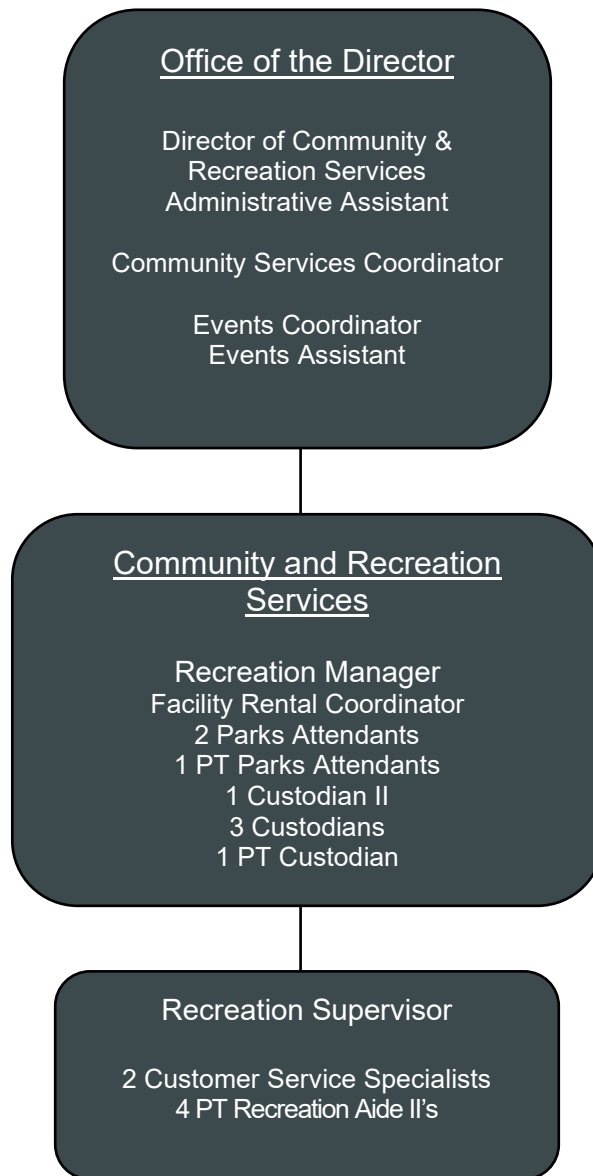 Office of the Director
Director of Community &
Recreation Services
Administrative Assistant
Community Services Coordinator
Events Coordinator
Events Assistant
Community and Recreation
Services
Recreation Manager
Facility Rental Coordinator
2 Parks Attendants
1 PT Parks Attendants
1 Custodian II
3 Custodians
1 PT Custodian
Recreation Supervisor
2 Customer Service Specialists
4 PT Recreation Aide II's